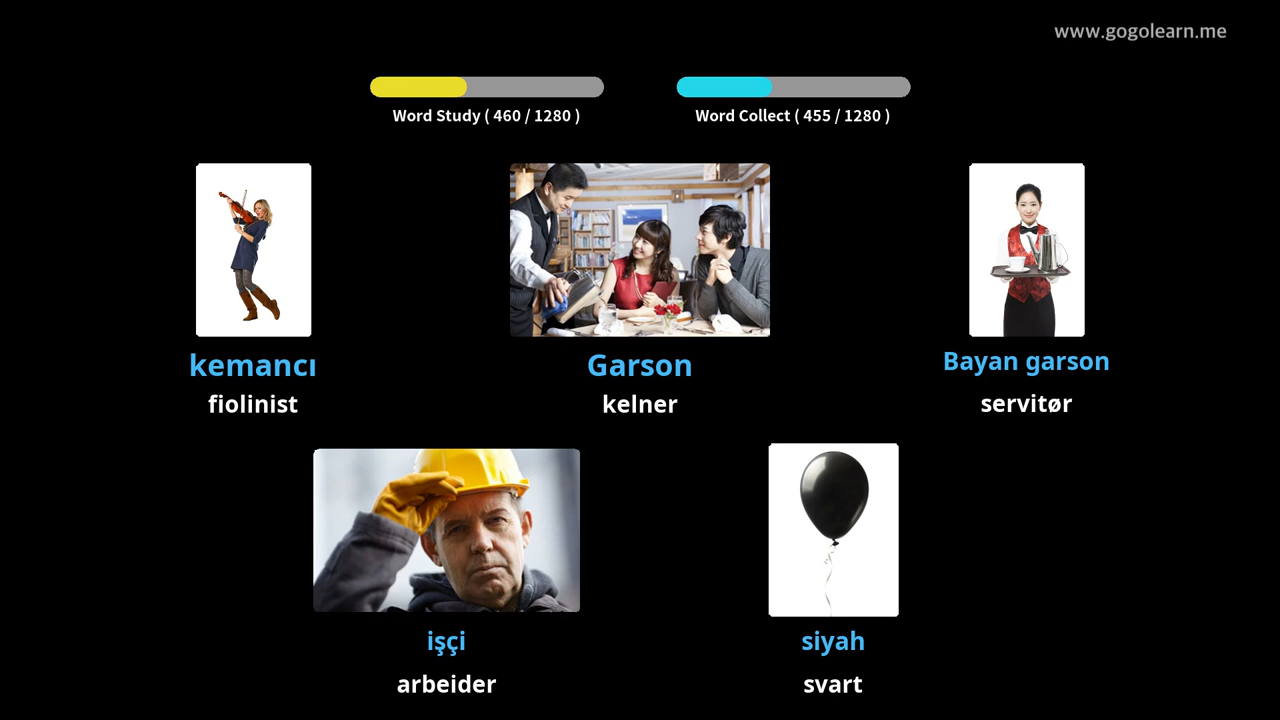 www.gogolearn.me
Word Study ( 460 / 1280 )
Word Collect ( 455 / 1280 )
kemancı
fiolinist
Garson
kelner
Bayan garson
servitør
işçi
arbeider
siyah
svart